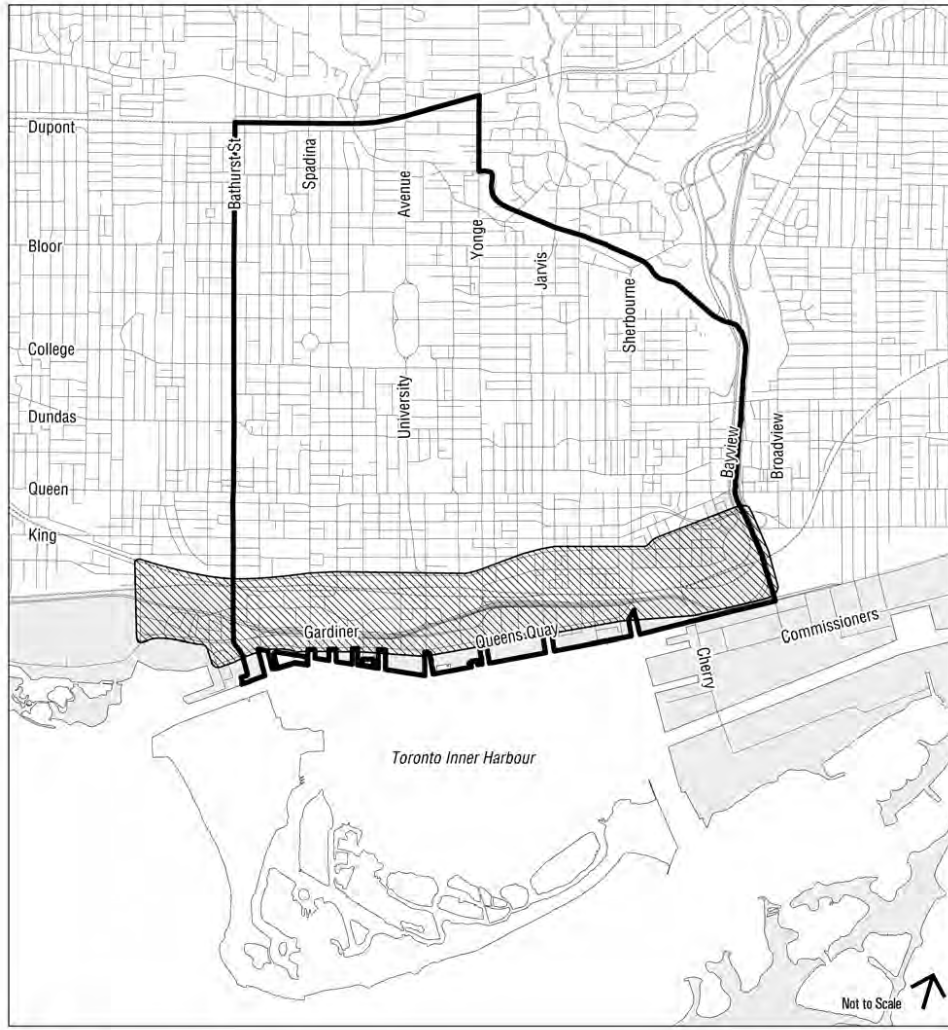 Dupont
Bathurst St
Spadina
Avenue
Yonge
Bloor
Jarvis
Sherbourne
College
University
Dundas
Bayview
Broadview
Queen
King
Gardiner
Queens Quay
Commissioners
Cherry
Toronto Inner Harbour
Not to Scale